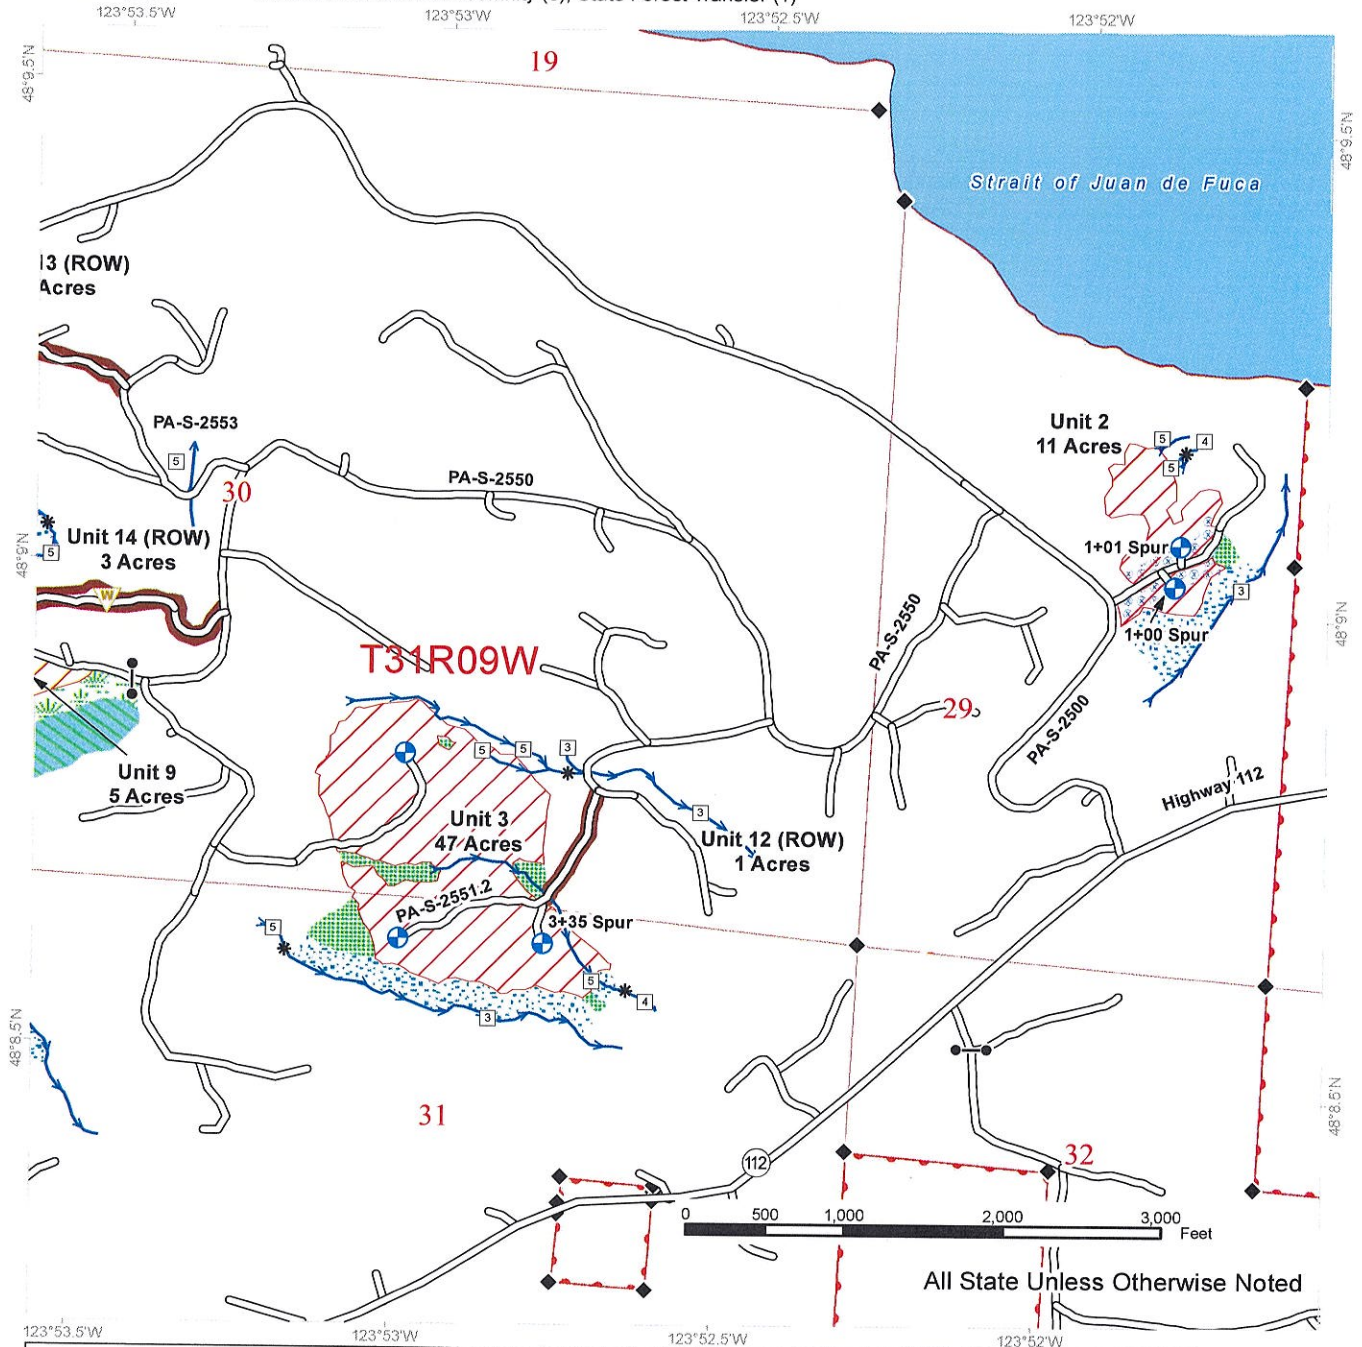 State Forest Transfer (1)
123°53.5'W
123°53'W
123°52.5'W
123°52'W
48°9.5'N
48°9.5'N
19
Strait of Juan de Fuca
13 (ROW)
Acres
PA-S-2553
5
30
PA-S-2550
Unit 2
11 Acres
5
4
5
Unit 14 (ROW)
3 Acres
5
48°9'N
W
1+01 Spur
3
1+00 Spur
48°9'N
T31R09W
PA-S-2550
29
PA-S-2500
Unit 9
5 Acres
5
5
3
3
Highway 112
Unit 3
47 Acres
Unit 12 (ROW)
1 Acres
PA-S-2551.2
3+35 Spur
5
5
4
3
48°8.5'N
48°8.5'N
31
32
112
0
500
1,000
2,000
3,000
Feet
All State Unless Otherwise Noted
123°53.5'W
123°53'W
123°52.5'W
123°52'W